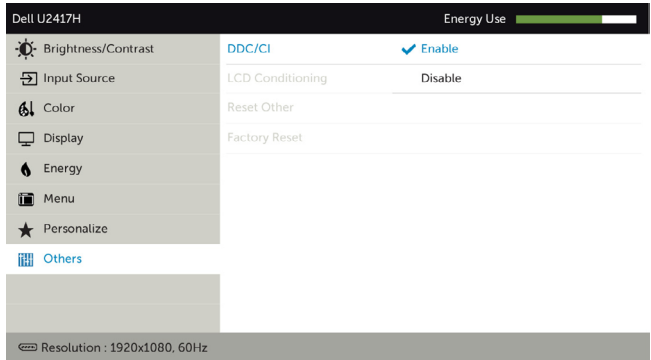 Dell U2417H Energy Use
Brightness/Contrast DDC/CI Enable
Input Source LCD Conditioning Disable
Color Reset Other
Display Factory Reset
Energy
Menu
Personalize
Others
Resolution : 1920x1080, 60Hz